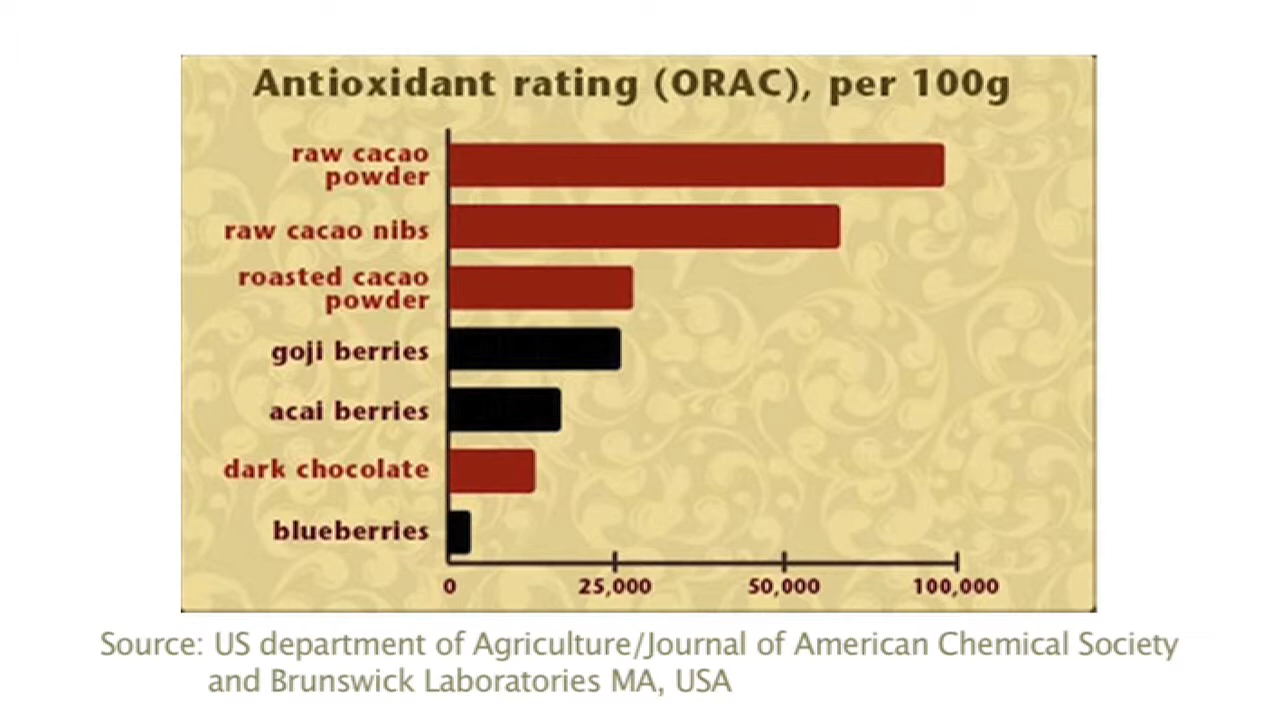 Antioxidant rating (ORAC), per 100g
raw cacao
powder
raw cacao nibs
roasted cacao
powder
goji berries
acai berries
dark chocolate
blueberries
0 25,000 50,000 100,000
Source: US department of Agriculture/Journal of American Chemical Society
and Brunswick Laboratories MA, USA